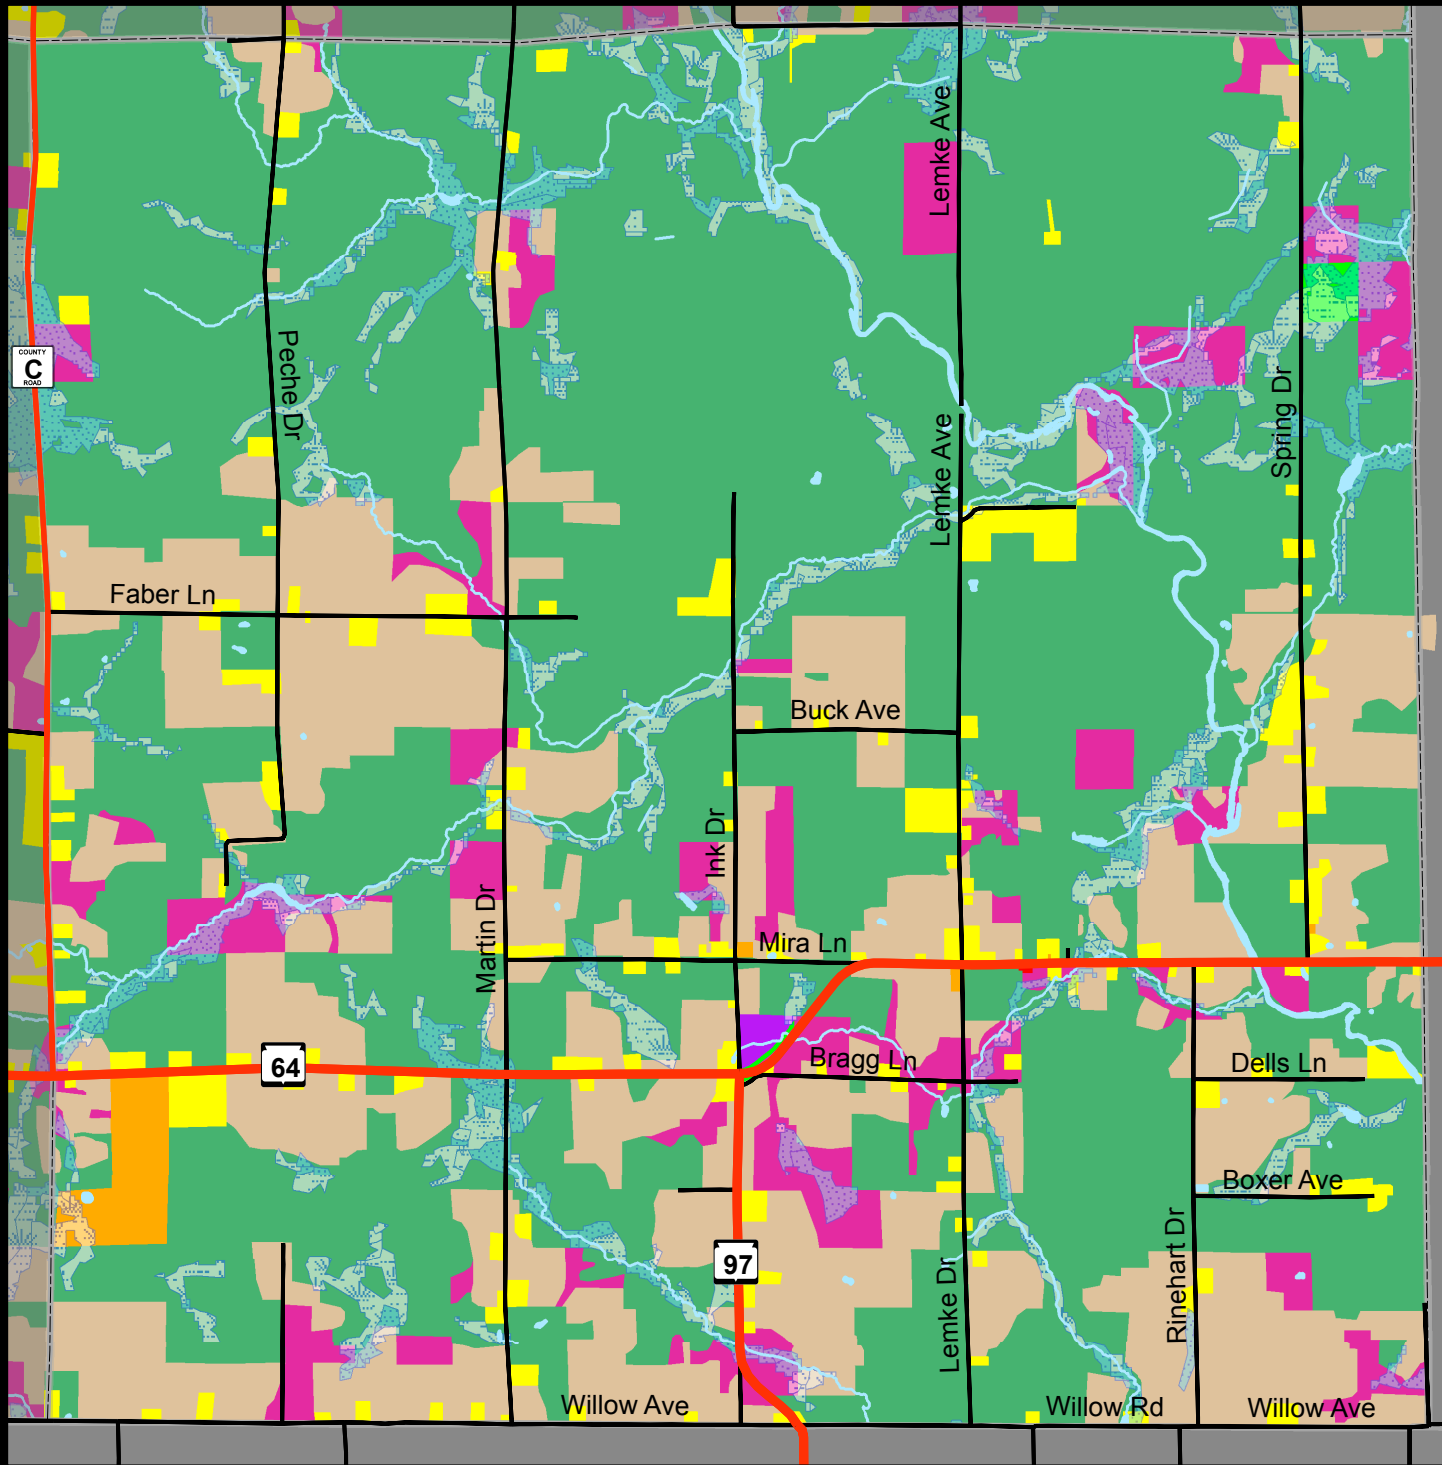 Lemke Ave
COUNTY
C
ROAD
Peche Dr
Spring Dr
Lemke Ave
Faber Ln
Buck Ave
Ink Dr
Martin Dr
Mira Ln
64
Bragg Ln
Dells Ln
Boxer Ave
97
Lemke Dr
Rinehart Dr
Willow Ave
Willow Rd
Willow Ave